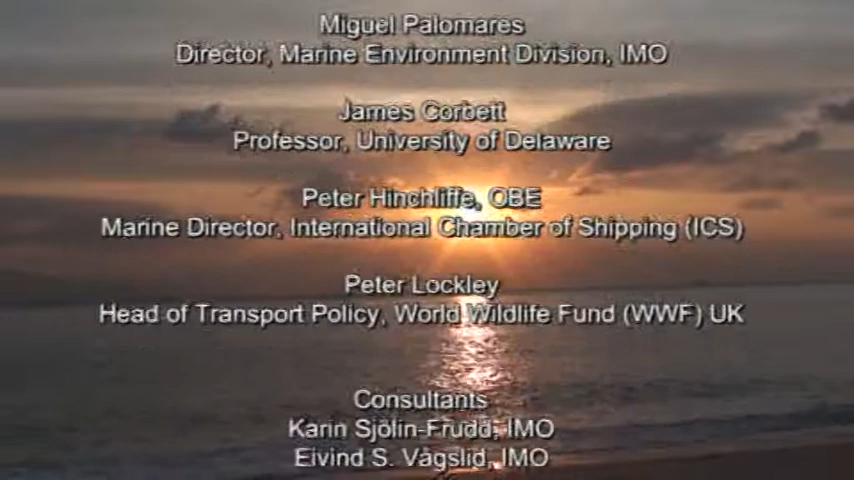 Miguel Palomares
Director, Marine Environment Division, IMO
James Corbett
Professor, University of Delaware
Peter Hinchliffe, OBE
Marine Director, International Chamber of Shipping (ICS)
Peter Lockley
Head of Transport Policy, World Wildlife Fund (WWF) UK
Consultants
Karin Sjölin-Frudd, IMO
Eivind S. Vagslid, IMO